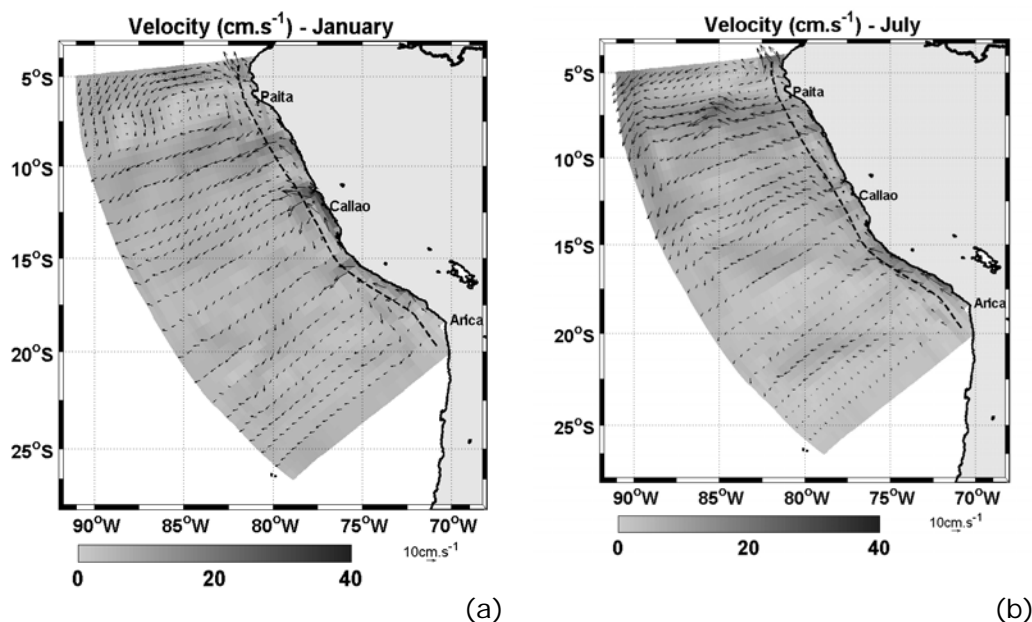 Velocity (cm.s⁻¹) - January
5°S
10°S
15°S
20°S
25°S
Paita
Callao
Arica
90°W 85°W 80°W 75°W 70°W
0 20 40
10cm.s⁻¹
(a)
Velocity (cm.s⁻¹) - July
5°S
10°S
15°S
20°S
25°S
Paita
Callao
Arica
90°W 85°W 80°W 75°W 70°W
0 20 40
10cm.s⁻¹
(b)